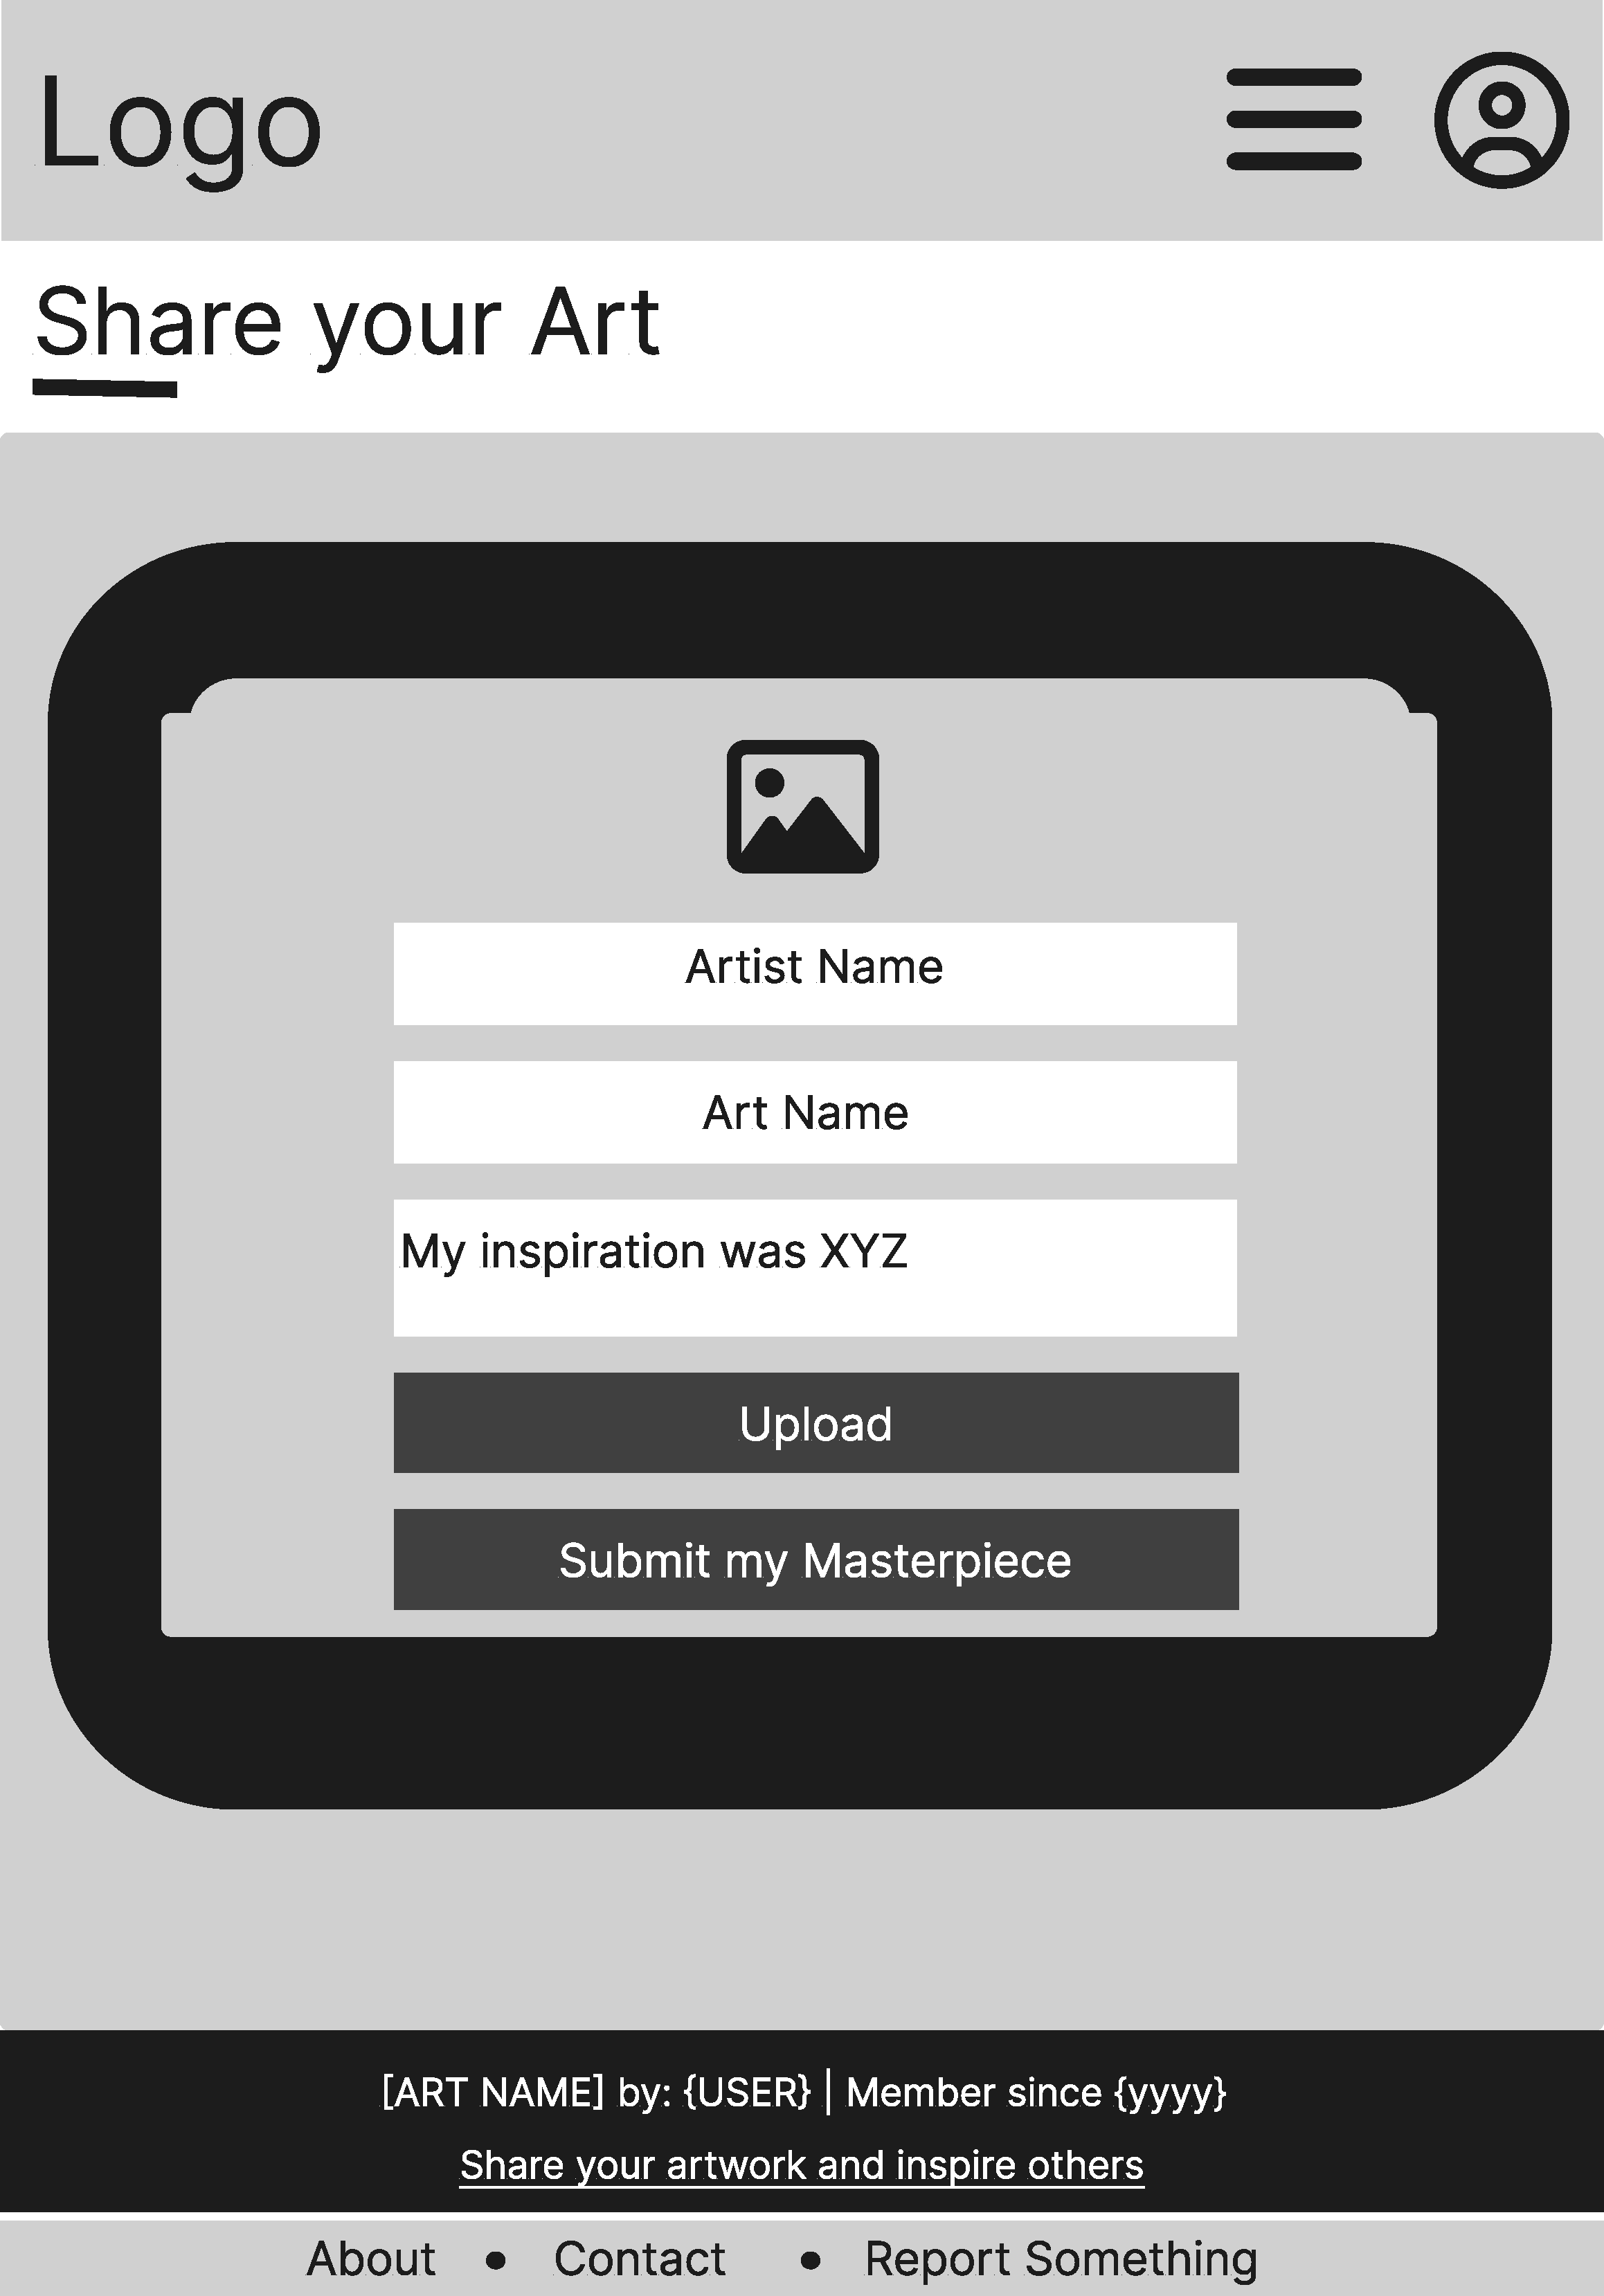 Logo
Share your Art
Artist Name
Art Name
My inspiration was XYZ
Upload
Submit my Masterpiece
[ART NAME] by: {USER} | Member since {yyyy}
Share your artwork and inspire others
About • Contact • Report Something